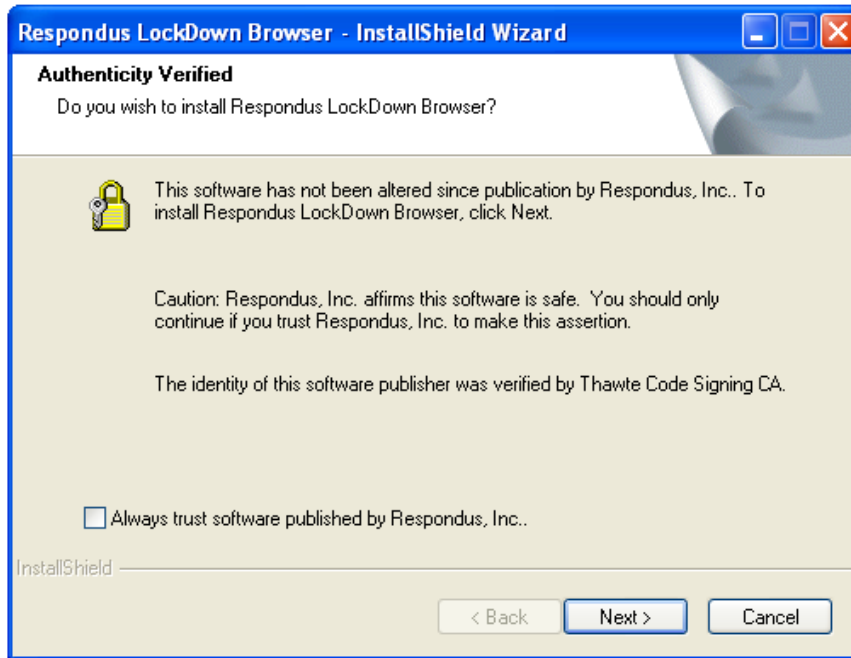 Respondus LockDown Browser - InstallShield Wizard
Authenticity Verified
Do you wish to install Respondus LockDown Browser?
This software has not been altered since publication by Respondus, Inc.. To
install Respondus LockDown Browser, click Next.
Caution: Respondus, Inc. affirms this software is safe.  You should only
continue if you trust Respondus, Inc. to make this assertion.
The identity of this software publisher was verified by Thawte Code Signing CA.
Always trust software published by Respondus, Inc..
InstallShield
< Back Next > Cancel